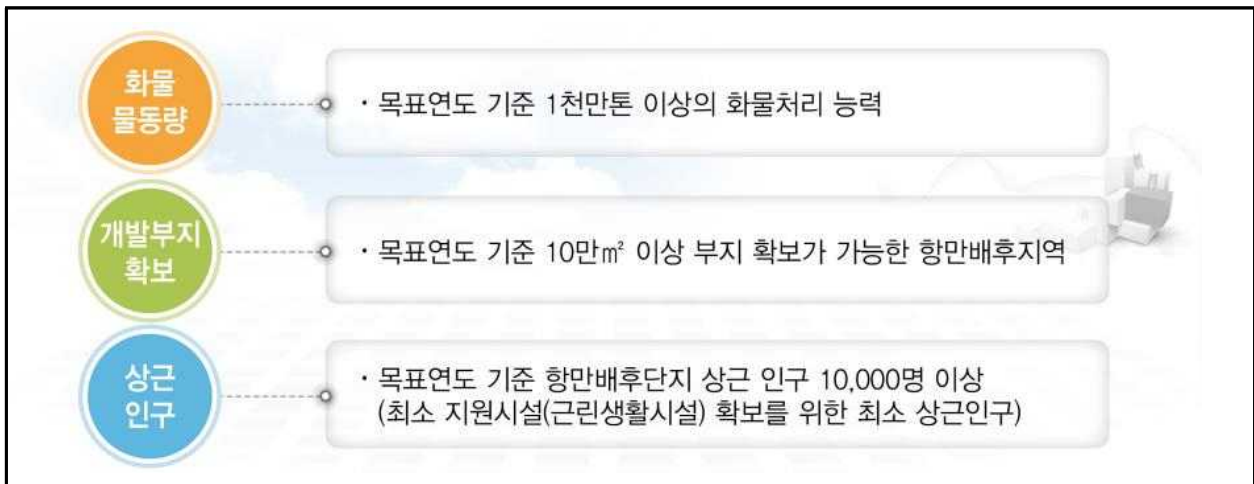 화물
물동량
· 목표연도 기준 1천만톤 이상의 화물처리 능력
개발부지
확보
· 목표연도 기준 10만㎡ 이상 부지 확보가 가능한 항만배후지역
상근
인구
· 목표연도 기준 항만배후단지 상근 인구 10,000명 이상
(최소 지원시설(근린생활시설) 확보를 위한 최소 상근인구)